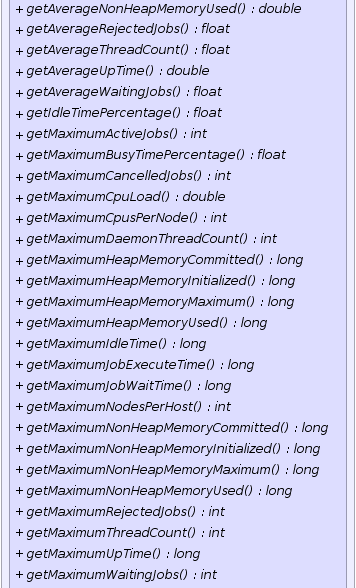 + getAverageNonHeapMemoryUsed() : double
+ getAverageRejectedJobs() : float
+ getAverageThreadCount() : float
+ getAverageUpTime() : double
+ getAverageWaitingJobs() : float
+ getIdleTimePercentage() : float
+ getMaximumActiveJobs() : int
+ getMaximumBusyTimePercentage() : float
+ getMaximumCancelledJobs() : int
+ getMaximumCpuLoad() : double
+ getMaximumCpusPerNode() : int
+ getMaximumDaemonThreadCount() : int
+ getMaximumHeapMemoryCommitted() : long
+ getMaximumHeapMemoryInitialized() : long
+ getMaximumHeapMemoryMaximum() : long
+ getMaximumHeapMemoryUsed() : long
+ getMaximumIdleTime() : long
+ getMaximumJobExecuteTime() : long
+ getMaximumJobWaitTime() : long
+ getMaximumNodesPerHost() : int
+ getMaximumNonHeapMemoryCommitted() : long
+ getMaximumNonHeapMemoryInitialized() : long
+ getMaximumNonHeapMemoryMaximum() : long
+ getMaximumNonHeapMemoryUsed() : long
+ getMaximumRejectedJobs() : int
+ getMaximumThreadCount() : int
+ getMaximumUpTime() : long
+ getMaximumWaitingJobs() : int